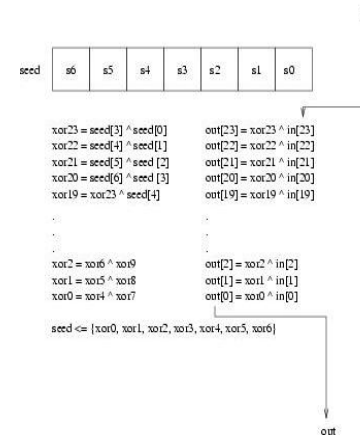 seed s6 s5 s4 s3 s2 s1 s0
xor23 = seed[3] ^ seed[0] out[23] = xor23 ^ in[23]
xor22 = seed[4] ^ seed[1] out[22] = xor22 ^ in[22]
xor21 = seed[5] ^ seed [2] out[21] = xor21 ^ in[21]
xor20 = seed[6] ^ seed [3] out[20] = xor20 ^ in[20]
xor19 = xor23 ^ seed[4] out[19] = xor19 ^ in[19]
. .
. .
. .
xor2 = xor6 ^ xor9 out[2] = xor2 ^ in[2]
xor1 = xor5 ^ xor8 out[1] = xor1 ^ in[1]
xor0 = xor4 ^ xor7 out[0] = xor0 ^ in[0]
seed <= {xor0, xor1, xor2, xor3, xor4, xor5, xor6}
out